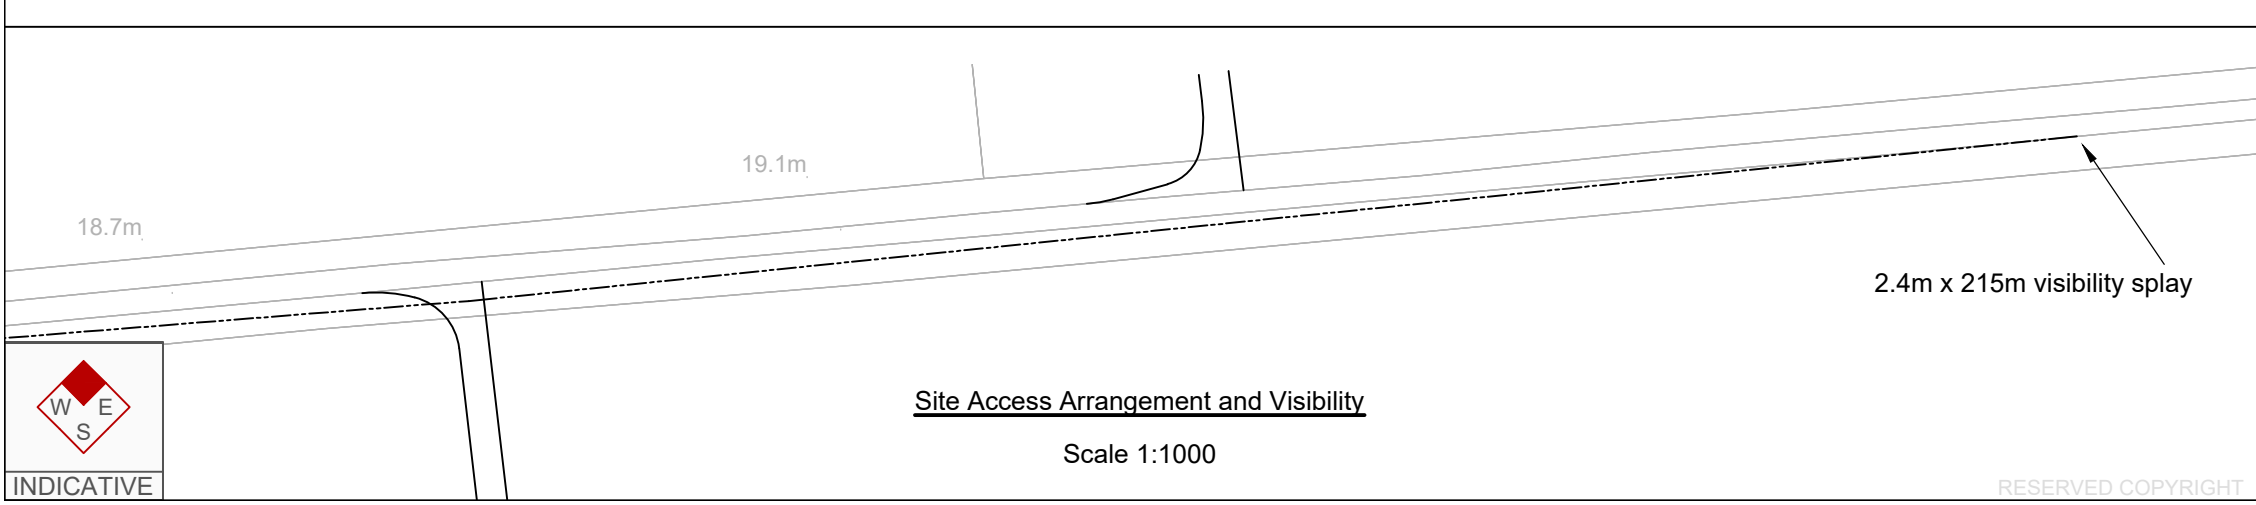 19.1m
18.7m
2.4m x 215m visibility splay
W E
S
Site Access Arrangement and Visibility
Scale 1:1000
INDICATIVE
RESERVED COPYRIGHT